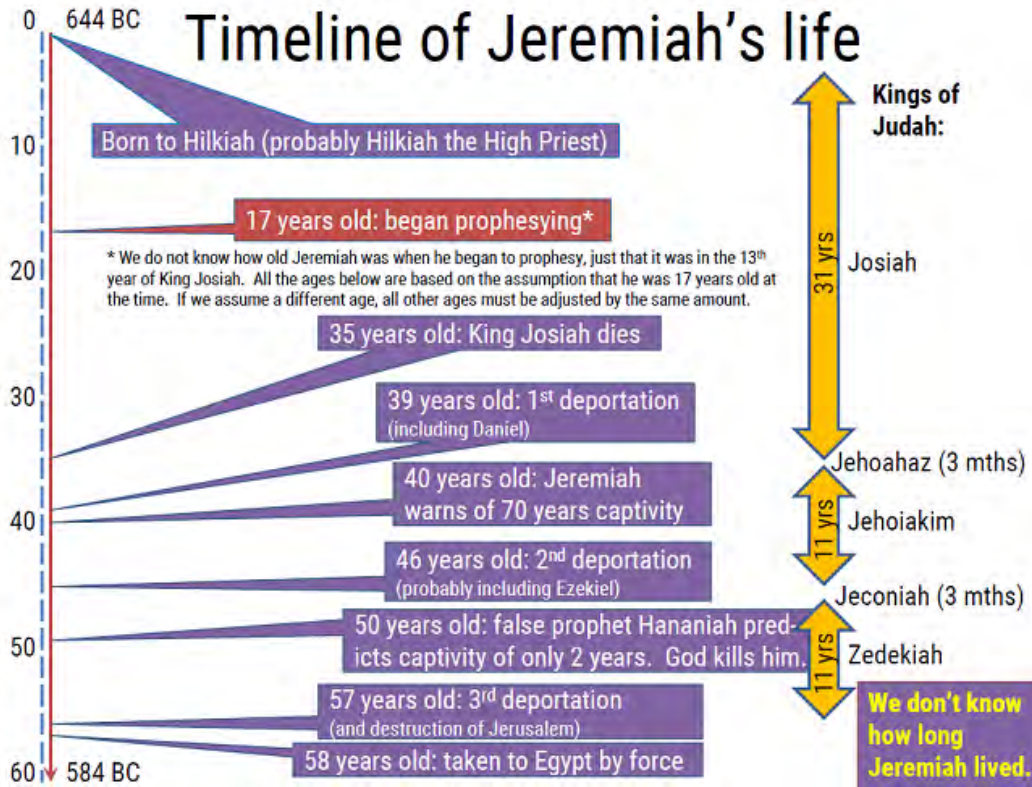 Timeline of Jeremiah's life
0
644 BC
Kings of
Judah:
Born to Hilkiah (probably Hilkiah the High Priest)
10
17 years old: began prophesying*
* We do not know how old Jeremiah was when he began to prophesy, just that it was in the 13th
year of King Josiah. All the ages below are based on the assumption that he was 17 years old at
the time. If we assume a different age, all other ages must be adjusted by the same amount.
20
31 yrs
Josiah
35 years old: King Josiah dies
30
39 years old: 1st deportation
(including Daniel)
Jehoahaz (3 mths)
40 years old: Jeremiah
warns of 70 years captivity
40
11 yrs
Jehoiakim
46 years old: 2nd deportation
(probably including Ezekiel)
Jeconiah (3 mths)
50 years old: false prophet Hananiah pred-
icts captivity of only 2 years. God kills him.
50
11 yrs
Zedekiah
57 years old: 3rd deportation
(and destruction of Jerusalem)
58 years old: taken to Egypt by force
60
584 BC
We don't know
how long
Jeremiah lived.